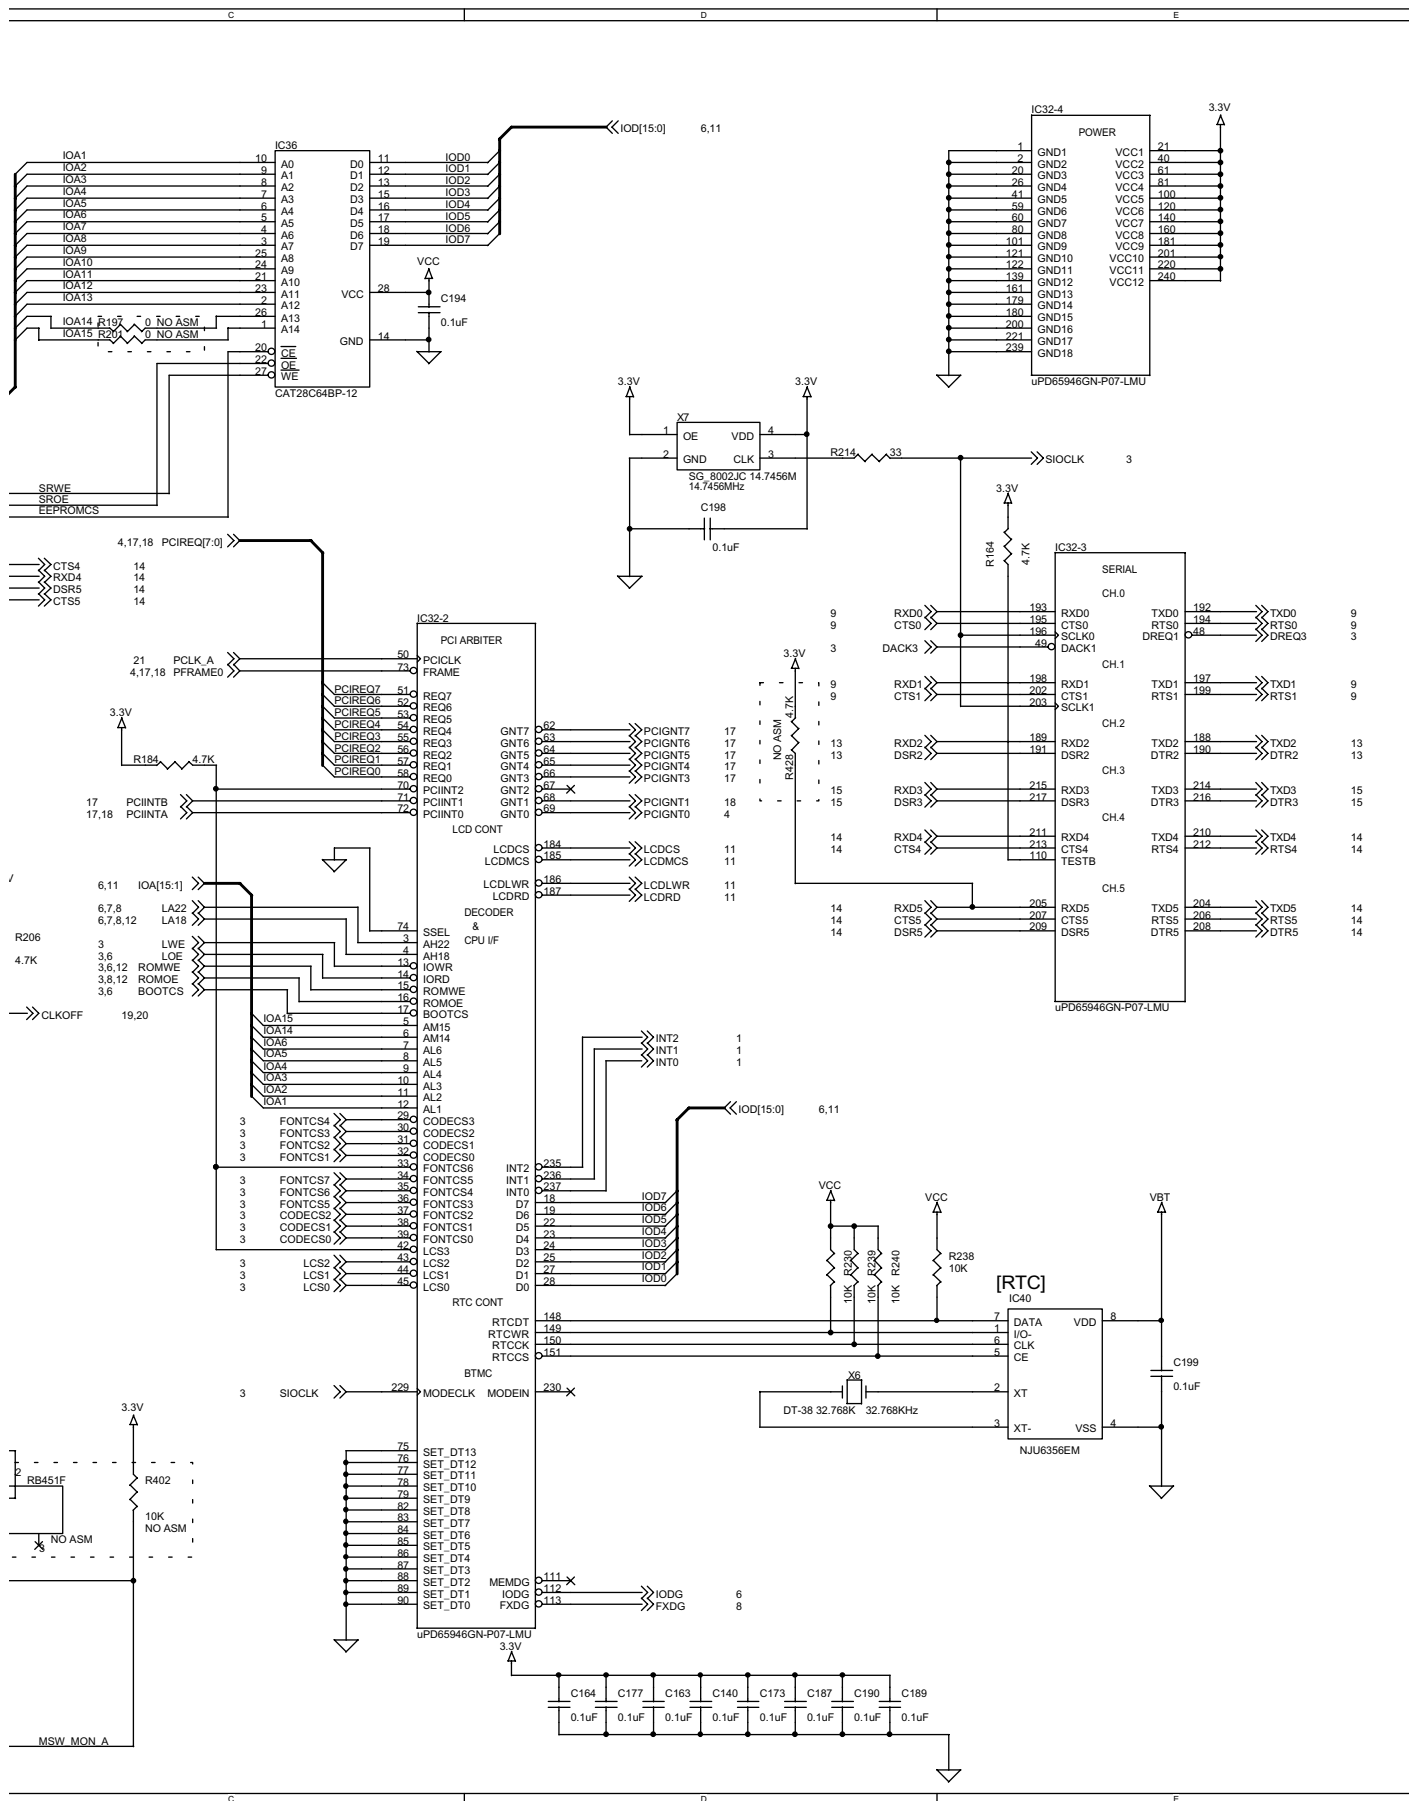 C D E
IC36
IOA1 10 A0 D0 11 IOD0
IOA2 9 A1 D1 12 IOD1
IOA3 8 A2 D2 13 IOD2
IOA4 7 A3 D3 15 IOD3
IOA5 6 A4 D4 16 IOD4
IOA6 5 A5 D5 17 IOD5
IOA7 4 A6 D6 18 IOD6
IOA8 3 A7 D7 19 IOD7
IOA9 25 A8
IOA10 24 A9
IOA11 21 A10
IOA12 23 A11
IOA13 2 A12
IOA14 R197 0 NO ASM 26 A13
IOA15 R201 0 NO ASM 1 A14
VCC 28 VCC
C194
0.1uF
GND 14
20 CE
22 OE
27 WE
CAT28C64BP-12
IOD[15:0] 6,11
IC32-4
POWER
3.3V
1 GND1 VCC1 21
2 GND2 VCC2 40
20 GND3 VCC3 61
26 GND4 VCC4 81
41 GND5 VCC5 100
59 GND6 VCC6 120
60 GND7 VCC7 140
80 GND8 VCC8 160
101 GND9 VCC9 181
121 GND10 VCC10 201
122 GND11 VCC11 220
139 GND12 VCC12 240
161 GND13
179 GND14
180 GND15
200 GND16
221 GND17
239 GND18
uPD65946GN-P07-LMU
3.3V 3.3V
X7
1 OE VDD 4
2 GND CLK 3
SG_8002JC 14.7456M
14.7456MHz
R214 33
SIOCLK 3
C198
0.1uF
SRWE
SROE
EEPROMCS
CTS4 14
RXD4 14
DSR5 14
CTS5 14
4,17,18 PCIREQ[7:0]
3.3V
R164 4.7K
IC32-3
SERIAL
CH.0
9 RXD0 193 RXD0 TXD0 192 TXD0 9
9 CTS0 195 CTS0 RTS0 194 RTS0 9
196 SCLK0 DREQ1 48 DREQ3 3
3 DACK3 49 DACK1
CH.1
9 RXD1 198 RXD1 TXD1 197 TXD1 9
9 CTS1 202 CTS1 RTS1 199 RTS1 9
203 SCLK1
CH.2
13 RXD2 189 RXD2 TXD2 188 TXD2 13
13 DSR2 191 DSR2 DTR2 190 DTR2 13
CH.3
15 RXD3 215 RXD3 TXD3 214 TXD3 15
15 DSR3 217 DSR3 DTR3 216 DTR3 15
CH.4
14 RXD4 211 RXD4 TXD4 210 TXD4 14
14 CTS4 213 CTS4 RTS4 212 RTS4 14
110 TESTB
CH.5
14 RXD5 205 RXD5 TXD5 204 TXD5 14
14 CTS5 207 CTS5 RTS5 206 RTS5 14
14 DSR5 209 DSR5 DTR5 208 DTR5 14
uPD65946GN-P07-LMU
3.3V
NO ASM
R428 4.7K
IC32-2
PCI ARBITER
21 PCLK_A 50 PCICLK
4,17,18 PFRAME0 73 FRAME
PCIREQ7 51 REQ7
PCIREQ6 52 REQ6
PCIREQ5 53 REQ5
PCIREQ4 54 REQ4 GNT7 62 PCIGNT7 17
PCIREQ3 55 REQ3 GNT6 63 PCIGNT6 17
PCIREQ2 56 REQ2 GNT5 64 PCIGNT5 17
PCIREQ1 57 REQ1 GNT4 65 PCIGNT4 17
PCIREQ0 58 REQ0 GNT3 66 PCIGNT3 17
3.3V
R184 4.7K
70 PCIINT2 GNT2 67
17 PCIINTB 71 PCIINT1 GNT1 68 PCIGNT1 18
17,18 PCIINTA 72 PCIINT0 GNT0 69 PCIGNT0 4
LCD CONT
LCDCS 184 LCDCS 11
LCDMCS 185 LCDMCS 11
LCDLWR 186 LCDLWR 11
LCDRD 187 LCDRD 11
DECODER
&
CPU I/F
V
6,11 IOA[15:1]
6,7,8 LA22
6,7,8,12 LA18
3 LWE
3,6 LOE
3,6,12 ROMWE
3,8,12 ROMOE
3,6 BOOTCS
R206
4.7K
CLKOFF 19,20
74 SSEL
3 AH22
4 AH18
13 IOWR
14 IORD
15 ROMWE
16 ROMOE
17 BOOTCS
IOA15 5 AM15
IOA14 6 AM14
IOA6 7 AL6
IOA5 8 AL5
IOA4 9 AL4
IOA3 10 AL3
IOA2 11 AL2
IOA1 12 AL1
INT2 1
INT1 1
INT0 1
IOD[15:0] 6,11
3 FONTCS4 29 CODECS3
3 FONTCS3 30 CODECS2
3 FONTCS2 31 CODECS1
3 FONTCS1 32 CODECS0
33 FONTCS6 INT2 235
3 FONTCS7 34 FONTCS5 INT1 236
3 FONTCS6 35 FONTCS4 INT0 237
3 FONTCS5 36 FONTCS3 D7 18 IOD7
3 CODECS2 37 FONTCS2 D6 19 IOD6
3 CODECS1 38 FONTCS1 D5 22 IOD5
3 CODECS0 39 FONTCS0 D4 23 IOD4
42 LCS3 D3 24 IOD3
3 LCS2 43 LCS2 D2 25 IOD2
3 LCS1 44 LCS1 D1 27 IOD1
3 LCS0 45 LCS0 D0 28 IOD0
VCC VCC VBT
10K R230
10K R239
10K R240
R238
10K
RTC CONT
RTCDT 148
RTCWR 149
RTCCK 150
RTCCS 151
[RTC]
IC40
7 DATA VDD 8
1 I/O-
6 CLK
5 CE
2 XT
3 XT- VSS 4
NJU6356EM
C199
0.1uF
X6
DT-38 32.768K 32.768KHz
BTMC
3 SIOCLK 229 MODECLK MODEIN 230
75 SET_DT13
76 SET_DT12
77 SET_DT11
78 SET_DT10
79 SET_DT9
82 SET_DT8
83 SET_DT7
84 SET_DT6
85 SET_DT5
86 SET_DT4
87 SET_DT3
88 SET_DT2 MEMDG 111
89 SET_DT1 IODG 112 IODG 6
90 SET_DT0 FXDG 113 FXDG 8
uPD65946GN-P07-LMU
3.3V
R402
10K
NO ASM
2
RB451F
NO ASM
3
MSW_MON_A
3.3V
C164 C177 C163 C140 C173 C187 C190 C189
0.1uF 0.1uF 0.1uF 0.1uF 0.1uF 0.1uF 0.1uF 0.1uF
C D E